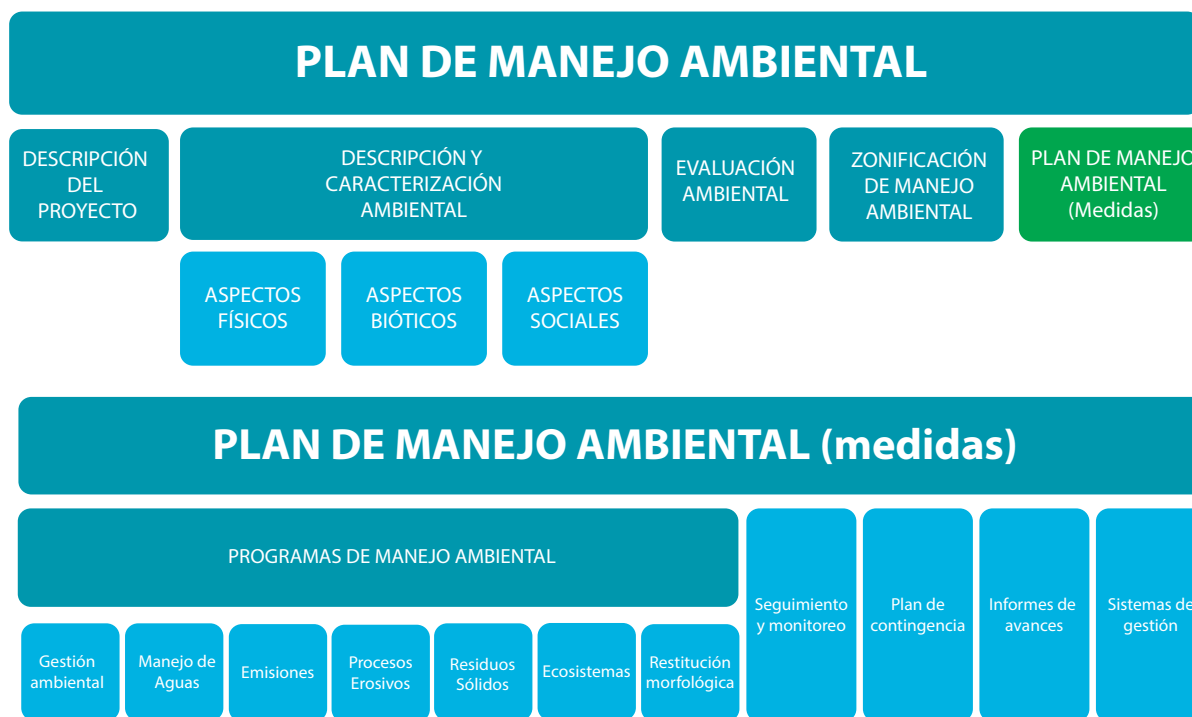 PLAN DE MANEJO AMBIENTAL
DESCRIPCIÓN
DEL
PROYECTO
DESCRIPCIÓN Y
CARACTERIZACIÓN
AMBIENTAL
EVALUACIÓN
AMBIENTAL
ZONIFICACIÓN
DE MANEJO
AMBIENTAL
PLAN DE MANEJO
AMBIENTAL
(Medidas)
ASPECTOS
FÍSICOS
ASPECTOS
BIÓTICOS
ASPECTOS
SOCIALES
PLAN DE MANEJO AMBIENTAL (medidas)
PROGRAMAS DE MANEJO AMBIENTAL
Seguimiento
y monitoreo
Plan de
contingencia
Informes de
avances
Sistemas de
gestión
Gestión
ambiental
Manejo de
Aguas
Emisiones
Procesos
Erosivos
Residuos
Sólidos
Ecosistemas
Restitución
morfológica